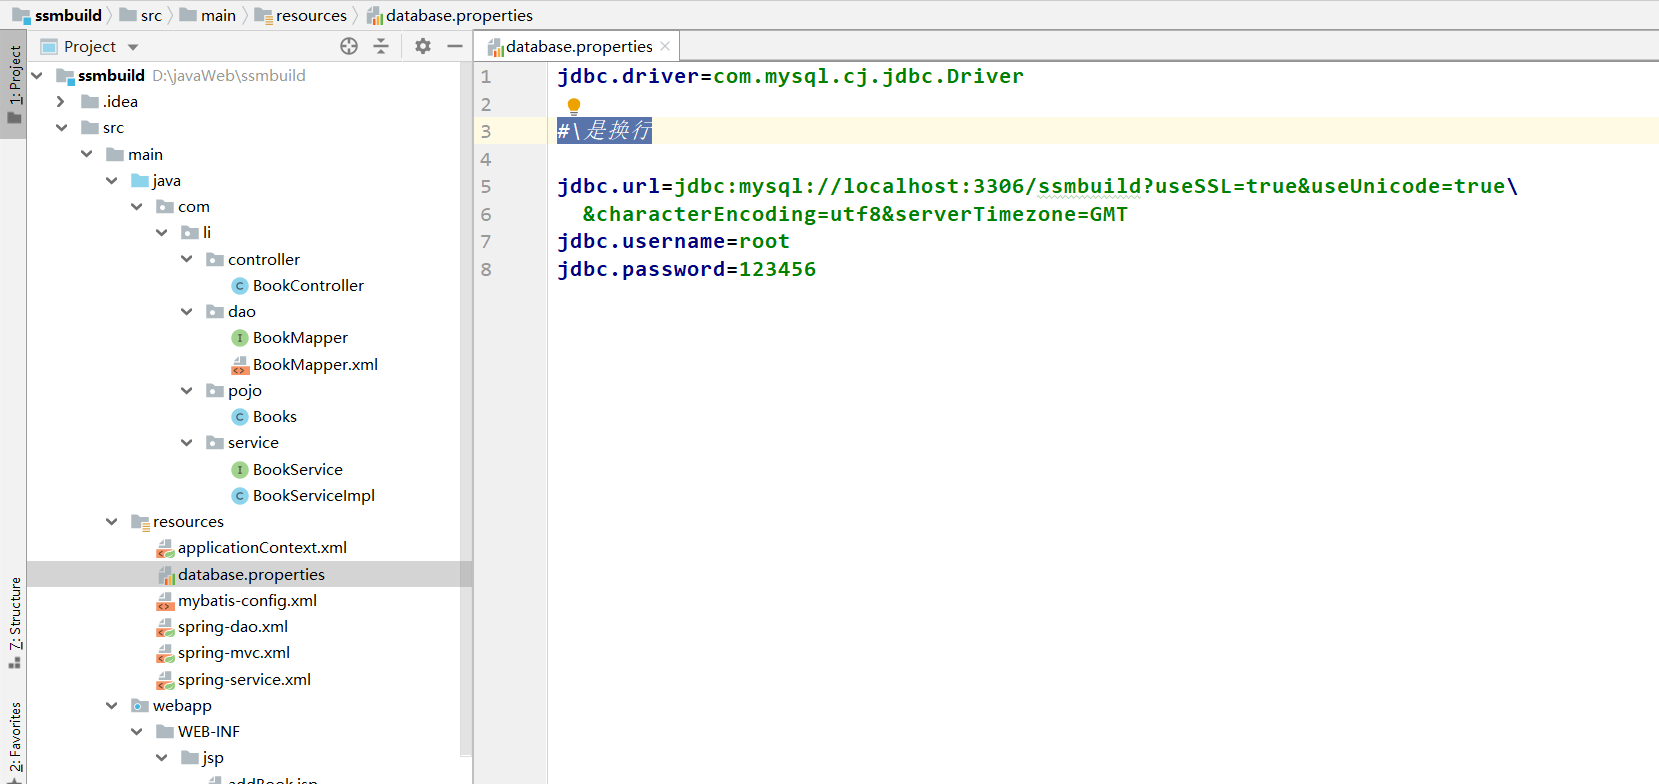 ssmbuild src main resources database.properties
1: Project
7: Structure
2: Favorites
Project
ssmbuild D:\javaWeb\ssmbuild
.idea
src
main
java
com
li
controller
BookController
dao
BookMapper
BookMapper.xml
pojo
Books
service
BookService
BookServiceImpl
resources
applicationContext.xml
database.properties
mybatis-config.xml
spring-dao.xml
spring-mvc.xml
spring-service.xml
webapp
WEB-INF
jsp
addBook.jsp
database.properties
1 jdbc.driver=com.mysql.cj.jdbc.Driver
2
3 #\是换行
4
5 jdbc.url=jdbc:mysql://localhost:3306/ssmbuild?useSSL=true&useUnicode=true\
6 &characterEncoding=utf8&serverTimezone=GMT
7 jdbc.username=root
8 jdbc.password=123456